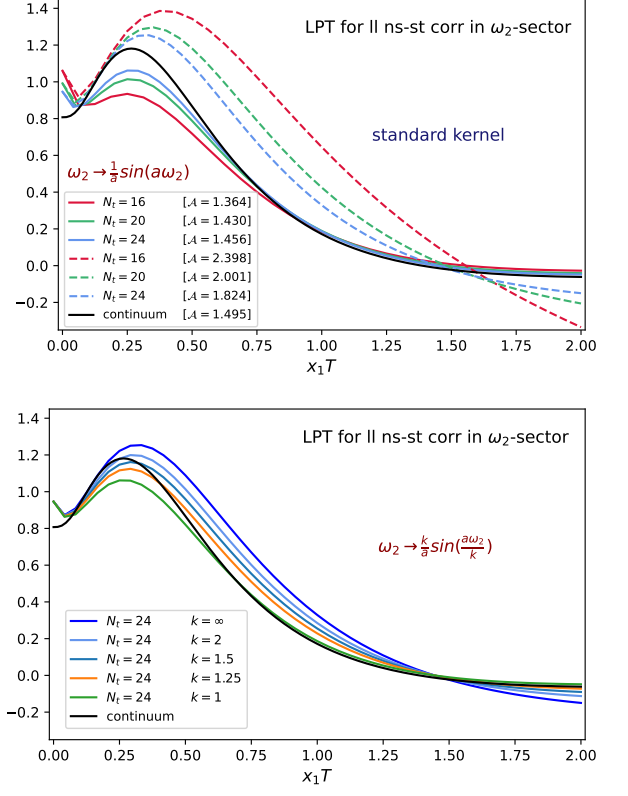 1.4
1.2
1.0
0.8
0.6
0.4
0.2
0.0
−0.2
LPT for ll ns-st corr in ω₂-sector
standard kernel
ω₂ → 1/a sin(aω₂)
Nₜ = 16 [𝒜 = 1.364]
Nₜ = 20 [𝒜 = 1.430]
Nₜ = 24 [𝒜 = 1.456]
Nₜ = 16 [𝒜 = 2.398]
Nₜ = 20 [𝒜 = 2.001]
Nₜ = 24 [𝒜 = 1.824]
continuum [𝒜 = 1.495]
0.00 0.25 0.50 0.75 1.00 1.25 1.50 1.75 2.00
x₁T
1.4
1.2
1.0
0.8
0.6
0.4
0.2
0.0
−0.2
LPT for ll ns-st corr in ω₂-sector
ω₂ → k/a sin(aω₂/k)
Nₜ = 24 k = ∞
Nₜ = 24 k = 2
Nₜ = 24 k = 1.5
Nₜ = 24 k = 1.25
Nₜ = 24 k = 1
continuum
0.00 0.25 0.50 0.75 1.00 1.25 1.50 1.75 2.00
x₁T